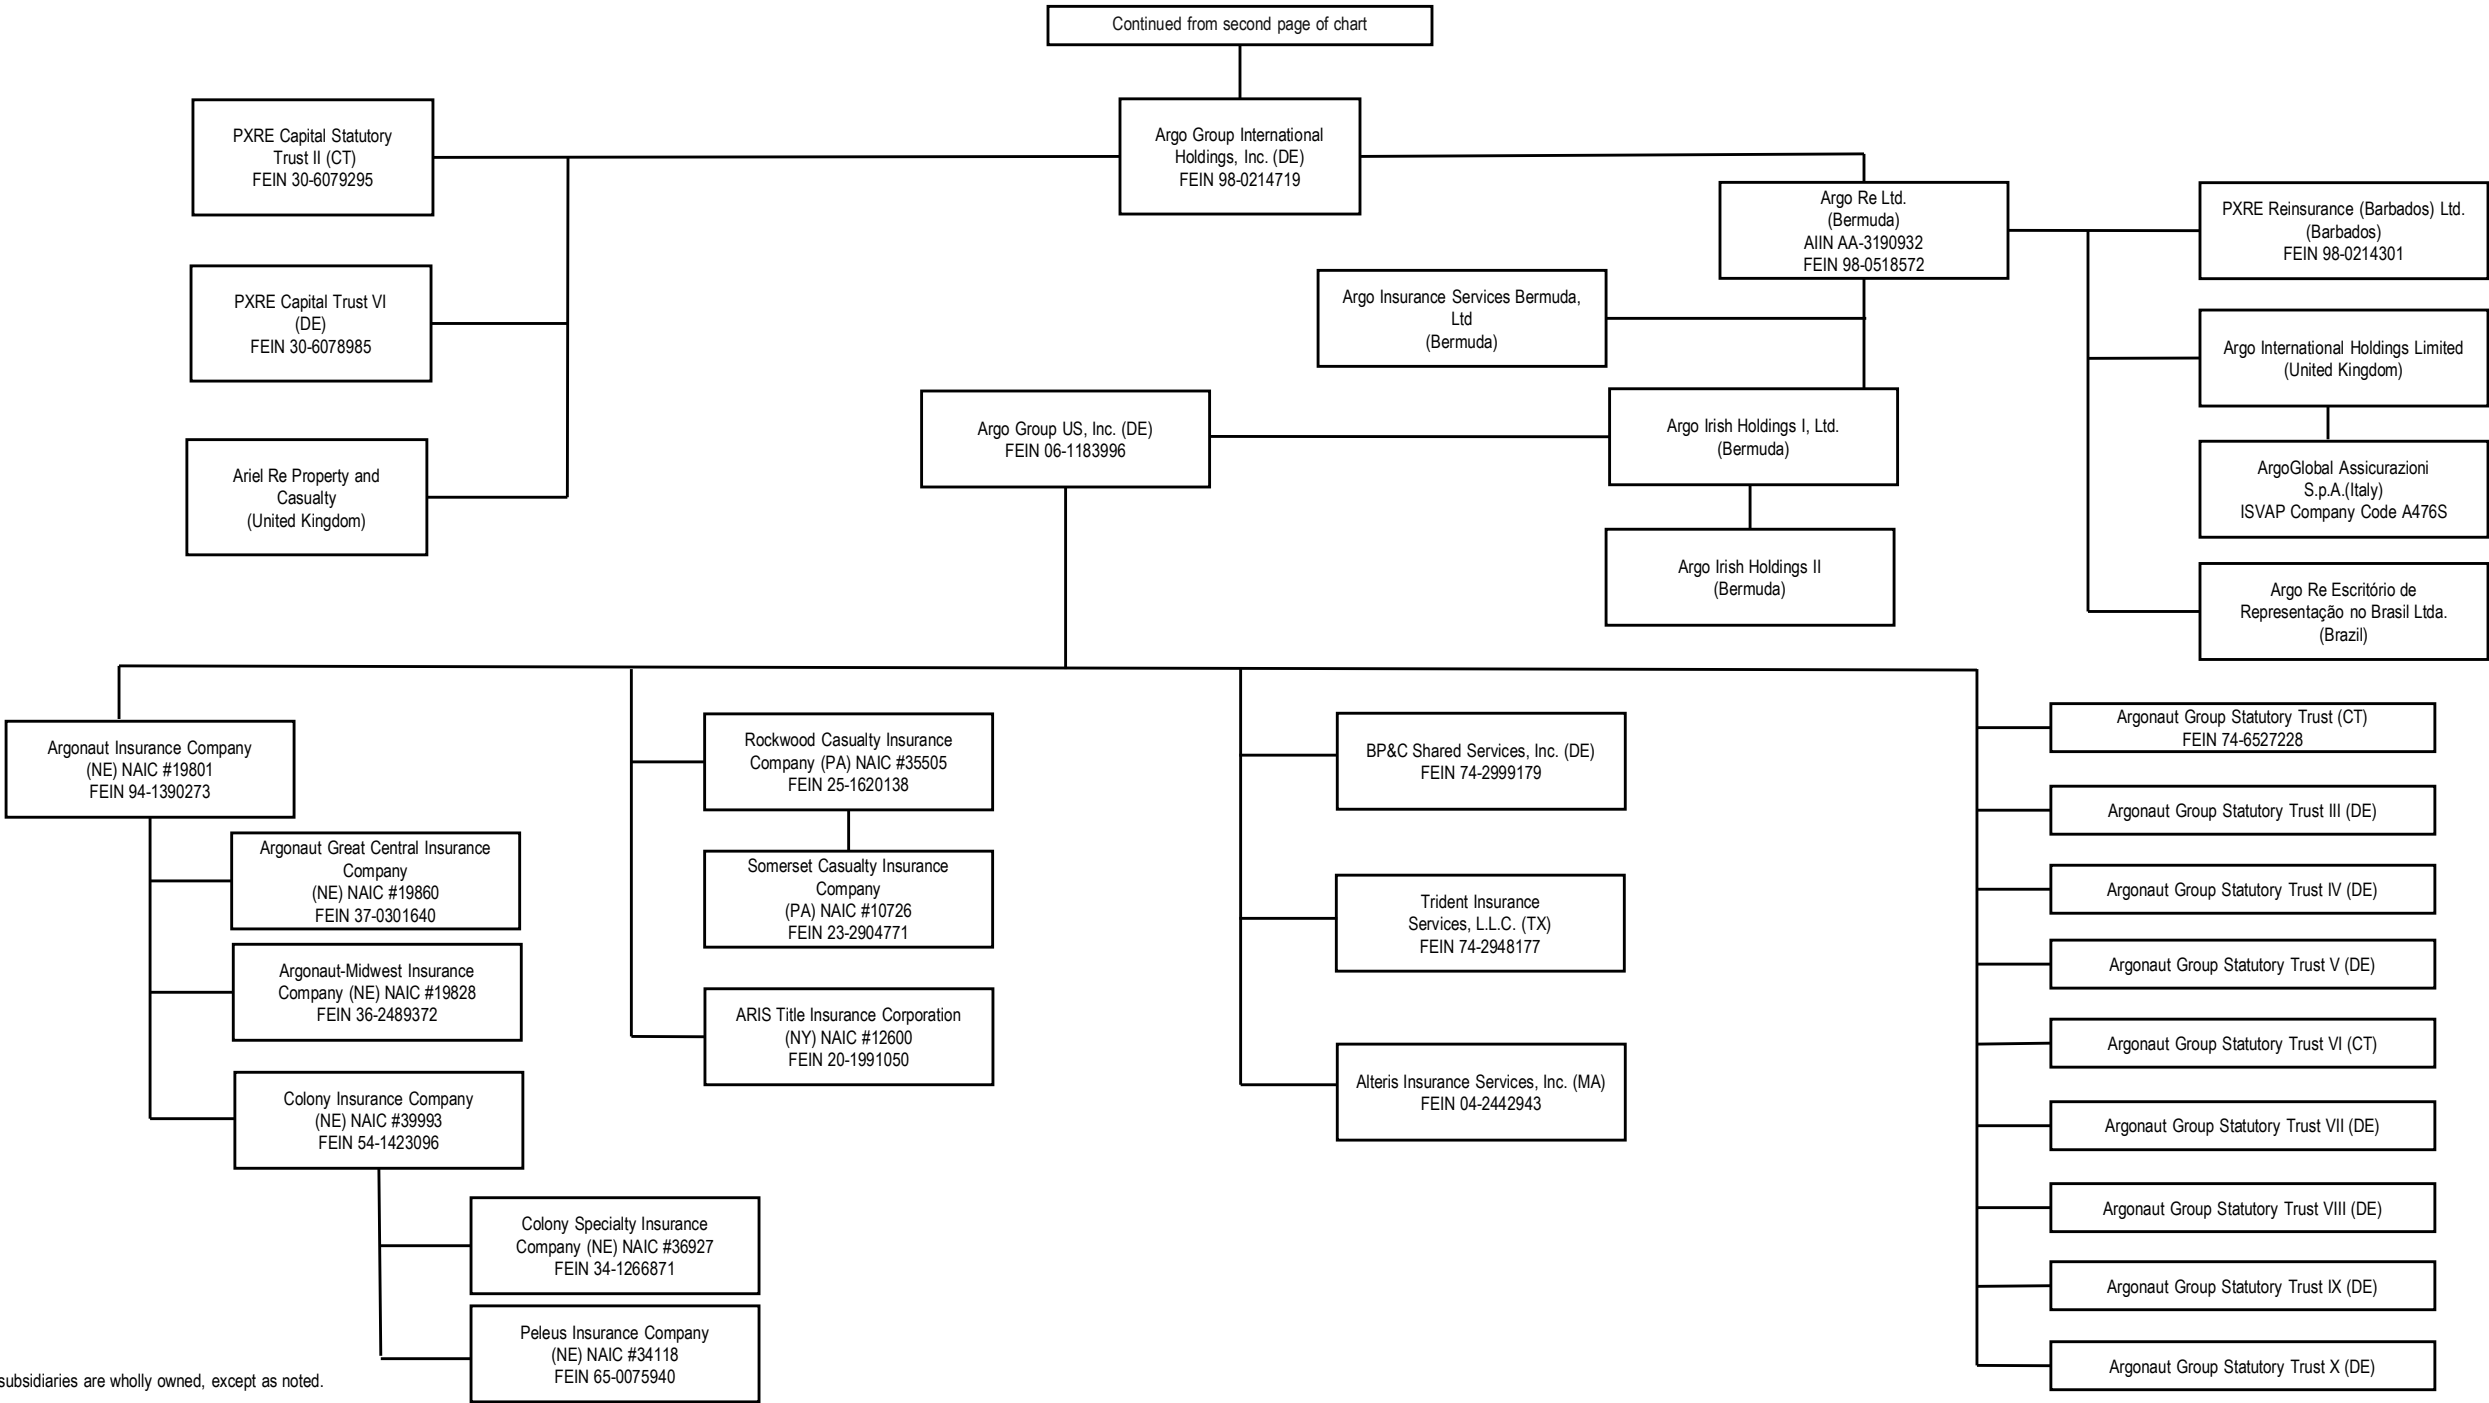 Continued from second page of chart
PXRE Capital Statutory
Trust II (CT)
FEIN 30-6079295
Argo Group International
Holdings, Inc. (DE)
FEIN 98-0214719
Argo Re Ltd.
(Bermuda)
AIIN AA-3190932
FEIN 98-0518572
PXRE Reinsurance (Barbados) Ltd.
(Barbados)
FEIN 98-0214301
PXRE Capital Trust VI
(DE)
FEIN 30-6078985
Argo Insurance Services Bermuda,
Ltd
(Bermuda)
Argo International Holdings Limited
(United Kingdom)
Argo Group US, Inc. (DE)
FEIN 06-1183996
Argo Irish Holdings I, Ltd.
(Bermuda)
Ariel Re Property and
Casualty
(United Kingdom)
ArgoGlobal Assicurazioni
S.p.A.(Italy)
ISVAP Company Code A476S
Argo Irish Holdings II
(Bermuda)
Argo Re Escritório de
Representação no Brasil Ltda.
(Brazil)
Argonaut Insurance Company
(NE) NAIC #19801
FEIN 94-1390273
Argonaut Great Central Insurance
Company
(NE) NAIC #19860
FEIN 37-0301640
Argonaut-Midwest Insurance
Company (NE) NAIC #19828
FEIN 36-2489372
Colony Insurance Company
(NE) NAIC #39993
FEIN 54-1423096
Colony Specialty Insurance
Company (NE) NAIC #36927
FEIN 34-1266871
Peleus Insurance Company
(NE) NAIC #34118
FEIN 65-0075940
Rockwood Casualty Insurance
Company (PA) NAIC #35505
FEIN 25-1620138
Somerset Casualty Insurance
Company
(PA) NAIC #10726
FEIN 23-2904771
ARIS Title Insurance Corporation
(NY) NAIC #12600
FEIN 20-1991050
BP&C Shared Services, Inc. (DE)
FEIN 74-2999179
Trident Insurance
Services, L.L.C. (TX)
FEIN 74-2948177
Alteris Insurance Services, Inc. (MA)
FEIN 04-2442943
Argonaut Group Statutory Trust (CT)
FEIN 74-6527228
Argonaut Group Statutory Trust III (DE)
Argonaut Group Statutory Trust IV (DE)
Argonaut Group Statutory Trust V (DE)
Argonaut Group Statutory Trust VI (CT)
Argonaut Group Statutory Trust VII (DE)
Argonaut Group Statutory Trust VIII (DE)
Argonaut Group Statutory Trust IX (DE)
Argonaut Group Statutory Trust X (DE)
subsidiaries are wholly owned, except as noted.